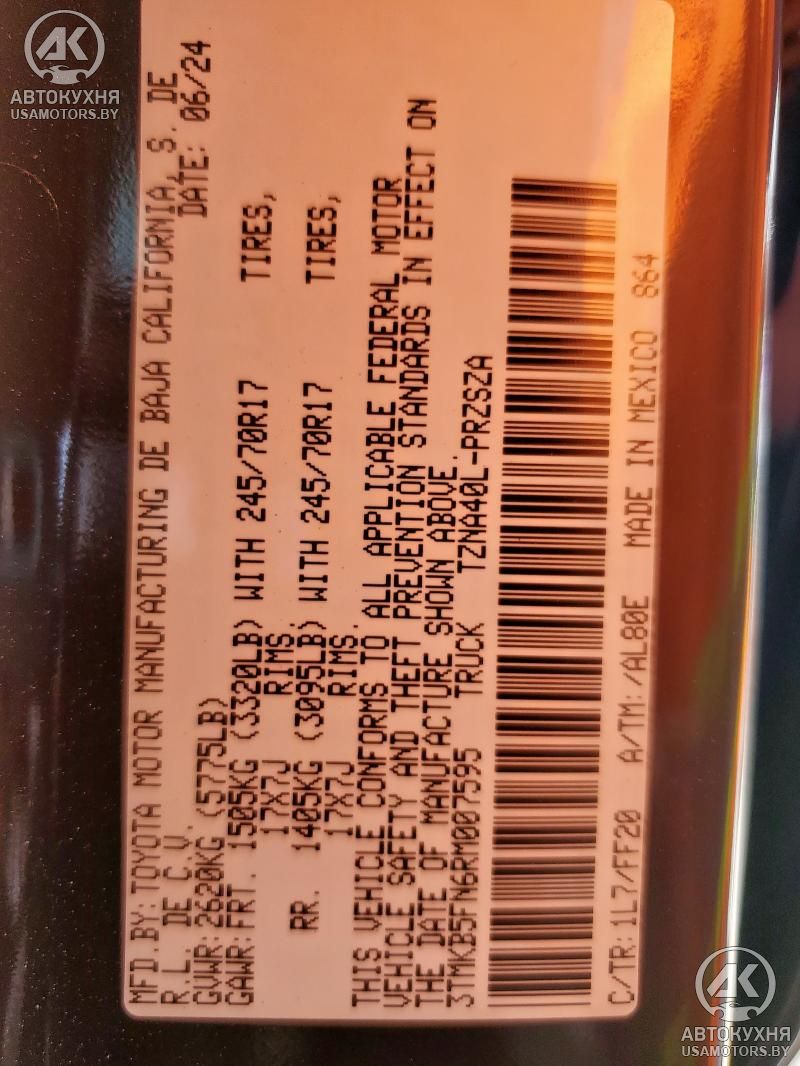 AK
АВТОКУХНЯ
USAMOTORS.BY
MFD.BY: TOYOTA MOTOR MANUFACTURING DE BAJA CALIFORNIA, S. DE
R.L. DE C.V. DATE: 06/24
GVWR: 2620KG (5775LB)
GAWR: FRT. 1505KG (3320LB) WITH 245/70R17 TIRES,
17X7J RIMS.
RR. 1405KG (3095LB) WITH 245/70R17 TIRES,
17X7J RIMS.
THIS VEHICLE CONFORMS TO ALL APPLICABLE FEDERAL MOTOR
VEHICLE SAFETY AND THEFT PREVENTION STANDARDS IN EFFECT ON
THE DATE OF MANUFACTURE SHOWN ABOVE.
3TMKB5FN6RM007595 TRUCK TZNA40L-PRZSZA
C/TR: 1L7/FF20 A/TM: /AL80E MADE IN MEXICO 864
AK
АВТОКУХНЯ
USAMOTORS.BY